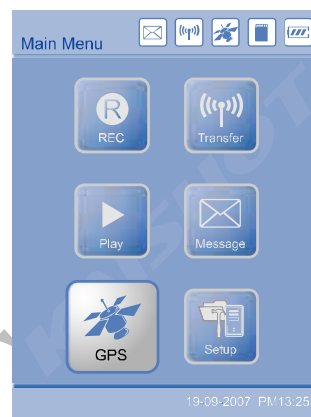 Main Menu
R
REC
Transfer
Play
Message
GPS
Setup
19-09-2007 PM13:25